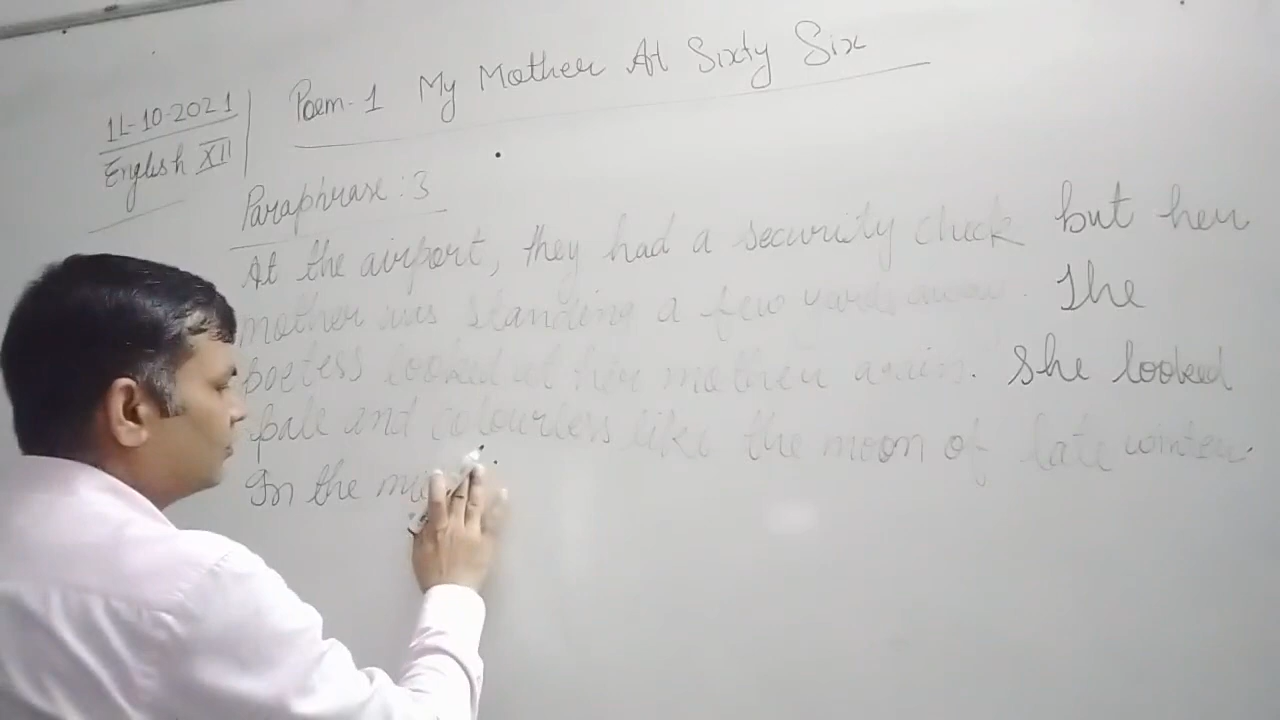 11-10-2021
English XII
Poem-1 My Mother At Sixty Six
Paraphrase : 3
At the airport, they had a security check but her
mother was standing a few yards away. The
poetess looked at her mother again. She looked
pale and colourless like the moon of late winter.
In the